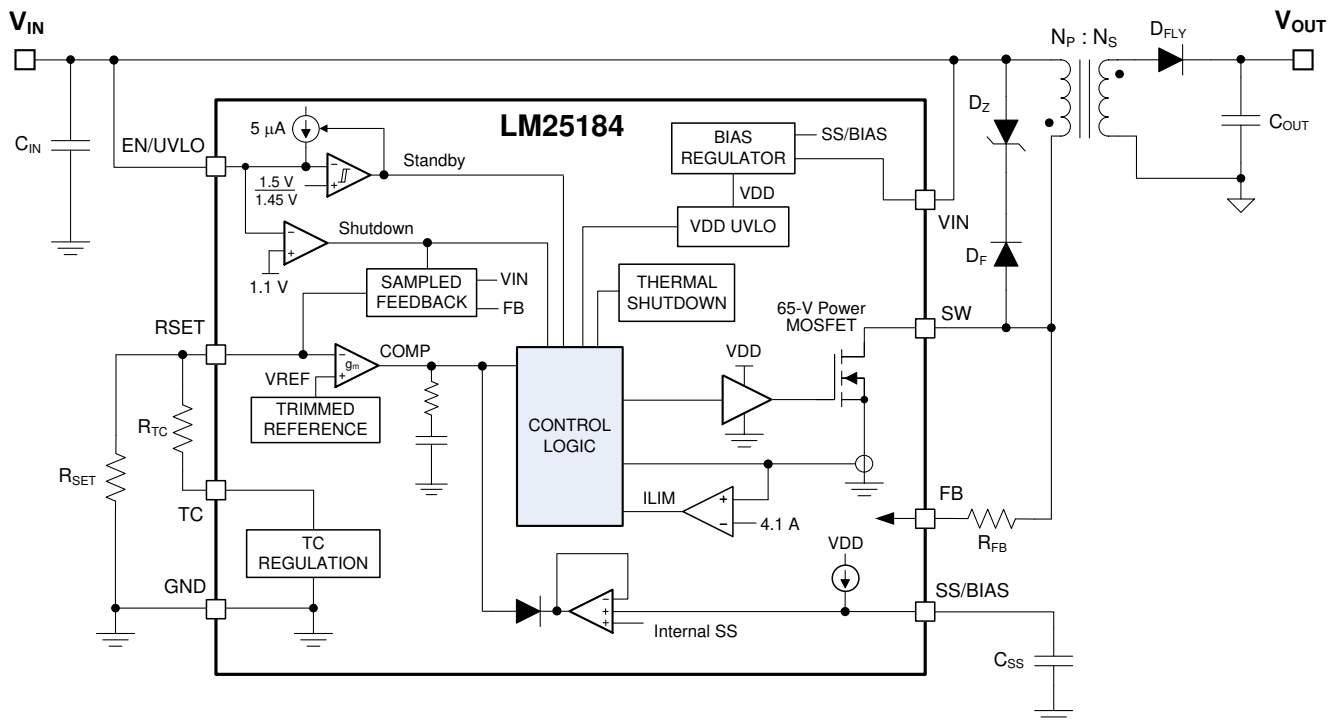 VIN
VOUT
NP : NS
DFLY
CIN
EN/UVLO
5 µA
LM25184
BIAS
REGULATOR
SS/BIAS
DZ
COUT
Standby
1.5 V
1.45 V
VDD
VDD UVLO
VIN
Shutdown
1.1 V
SAMPLED
FEEDBACK
VIN
FB
THERMAL
SHUTDOWN
DF
65-V Power
MOSFET
SW
RSET
COMP
gm
VREF
TRIMMED
REFERENCE
VDD
CONTROL
LOGIC
RTC
RSET
TC
ILIM
4.1 A
FB
RFB
TC
REGULATION
VDD
GND
SS/BIAS
Internal SS
CSS